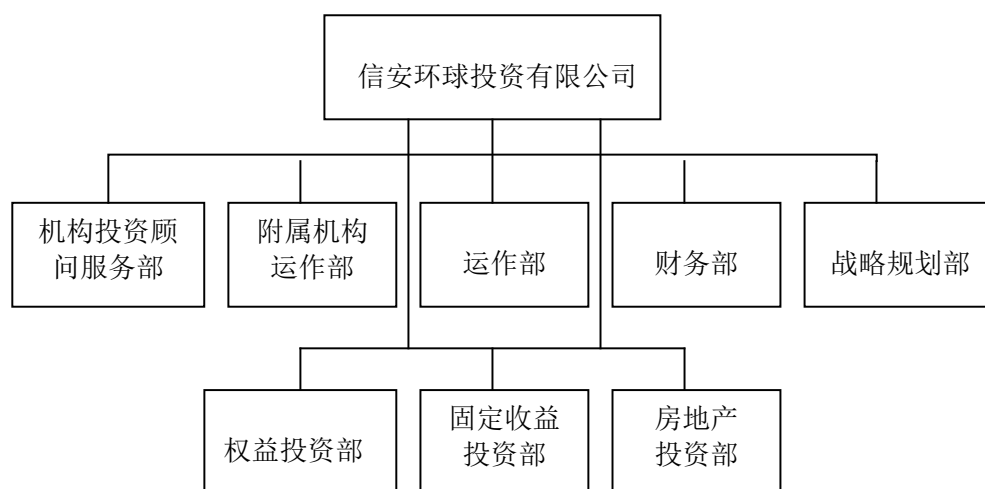 信安环球投资有限公司
机构投资顾
问服务部
附属机构
运作部
运作部
财务部
战略规划部
权益投资部
固定收益
投资部
房地产
投资部